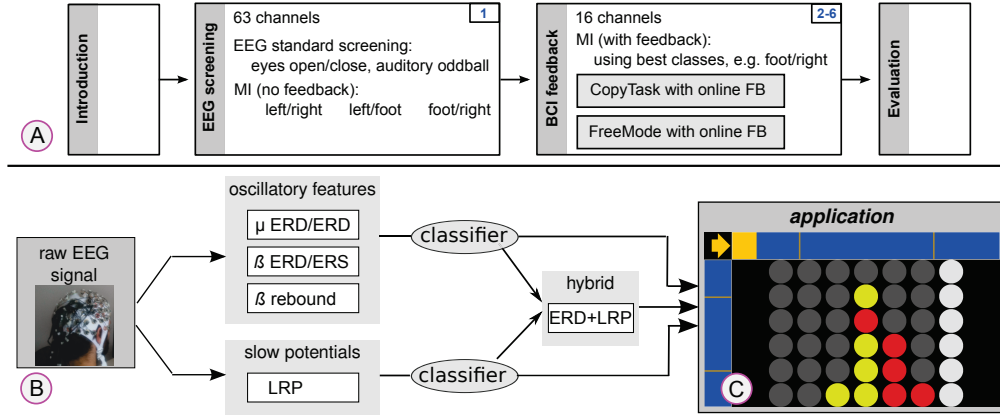 Introduction
EEG screening
63 channels
1
EEG standard screening:
eyes open/close, auditory oddball
MI (no feedback):
left/right left/foot foot/right
BCI feedback
16 channels
2-6
MI (with feedback):
using best classes, e.g. foot/right
CopyTask with online FB
FreeMode with online FB
Evaluation
A
raw EEG
signal
B
oscillatory features
µ ERD/ERD
ß ERD/ERS
ß rebound
slow potentials
LRP
classifier
classifier
hybrid
ERD+LRP
application
C